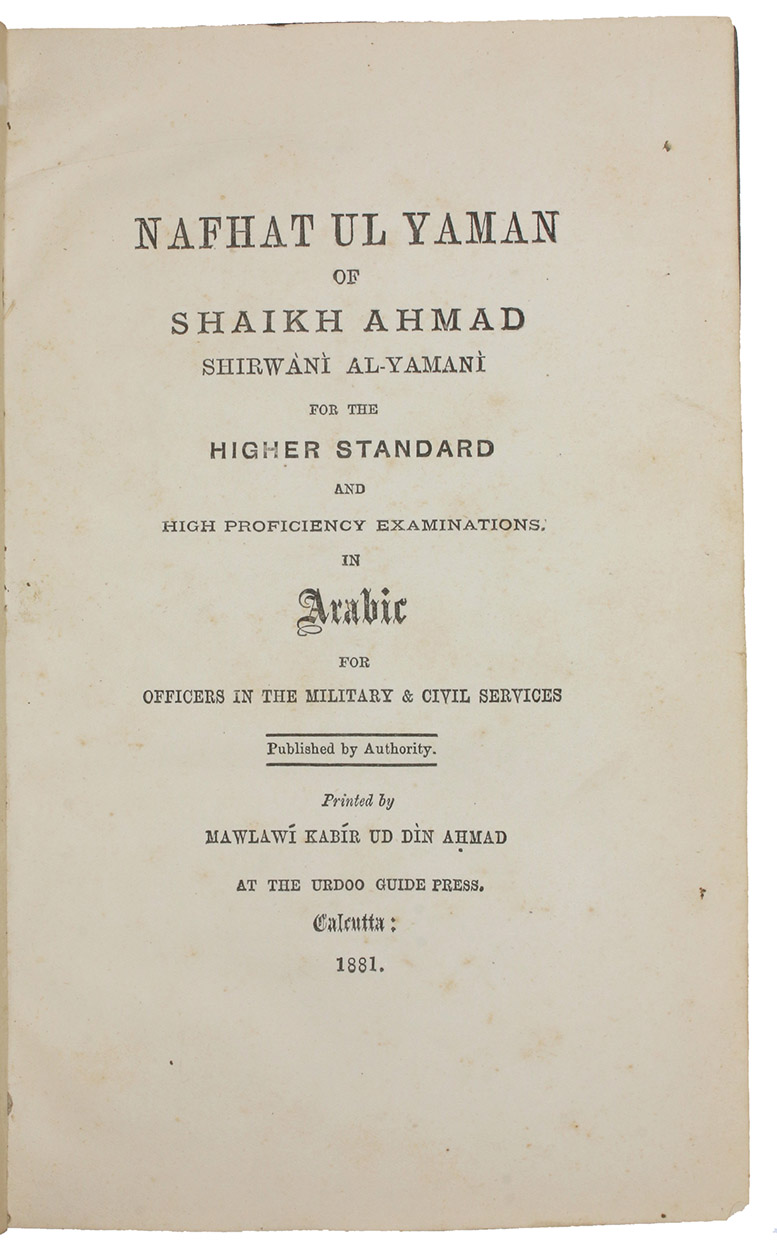 NAFHAT UL YAMAN
OF
SHAIKH AHMAD
SHIRWÀNÌ AL-YAMANÌ
FOR THE
HIGHER STANDARD
AND
HIGH PROFICIENCY EXAMINATIONS.
IN
Arabic
FOR
OFFICERS IN THE MILITARY & CIVIL SERVICES
Published by Authority.
Printed by
MAWLAWÍ KABÍR UD DÌN AḤMAD
AT THE URDOO GUIDE PRESS.
Calcutta:
1881.